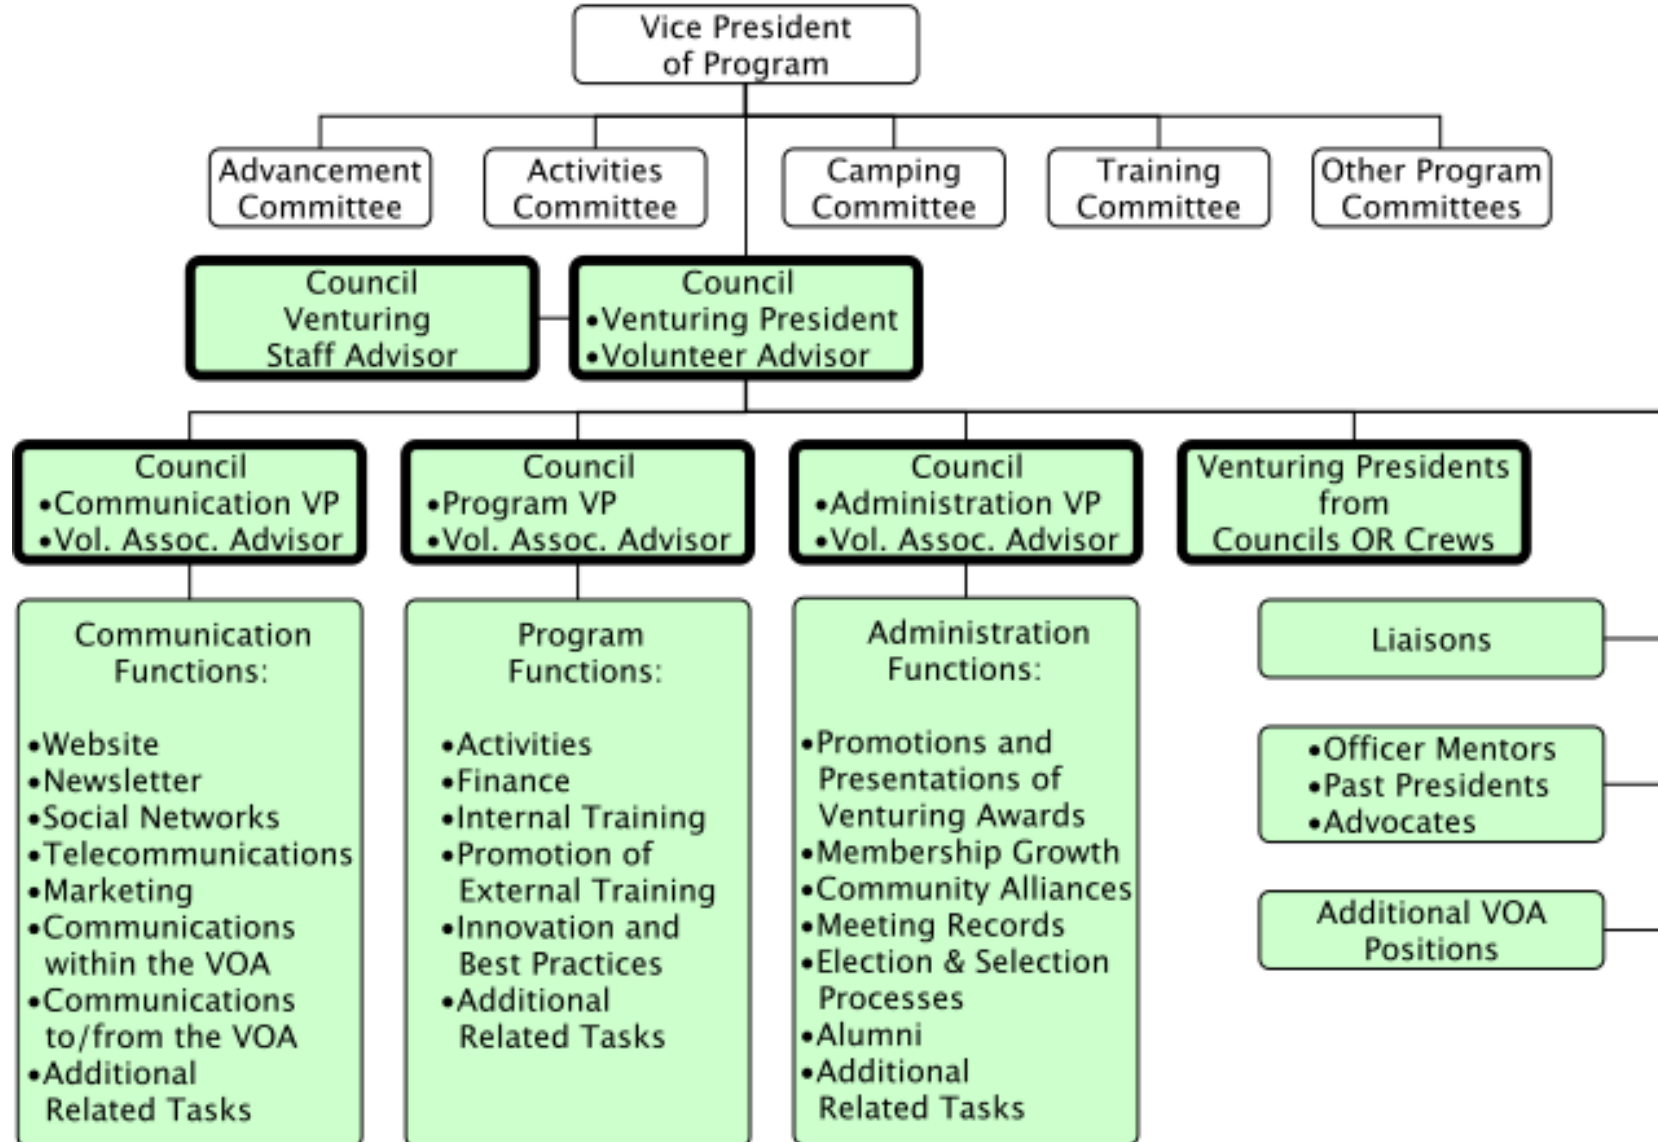 Vice President
of Program
Advancement
Committee
Activities
Committee
Camping
Committee
Training
Committee
Other Program
Committees
Council
Venturing
Staff Advisor
Council
•Venturing President
•Volunteer Advisor
Council
•Communication VP
•Vol. Assoc. Advisor
Council
•Program VP
•Vol. Assoc. Advisor
Council
•Administration VP
•Vol. Assoc. Advisor
Venturing Presidents
from
Councils OR Crews
Communication
Functions:
•Website
•Newsletter
•Social Networks
•Telecommunications
•Marketing
•Communications
within the VOA
•Communications
to/from the VOA
•Additional
Related Tasks
Program
Functions:
•Activities
•Finance
•Internal Training
•Promotion of
External Training
•Innovation and
Best Practices
•Additional
Related Tasks
Administration
Functions:
•Promotions and
Presentations of
Venturing Awards
•Membership Growth
•Community Alliances
•Meeting Records
•Election & Selection
Processes
•Alumni
•Additional
Related Tasks
Liaisons
•Officer Mentors
•Past Presidents
•Advocates
Additional VOA
Positions